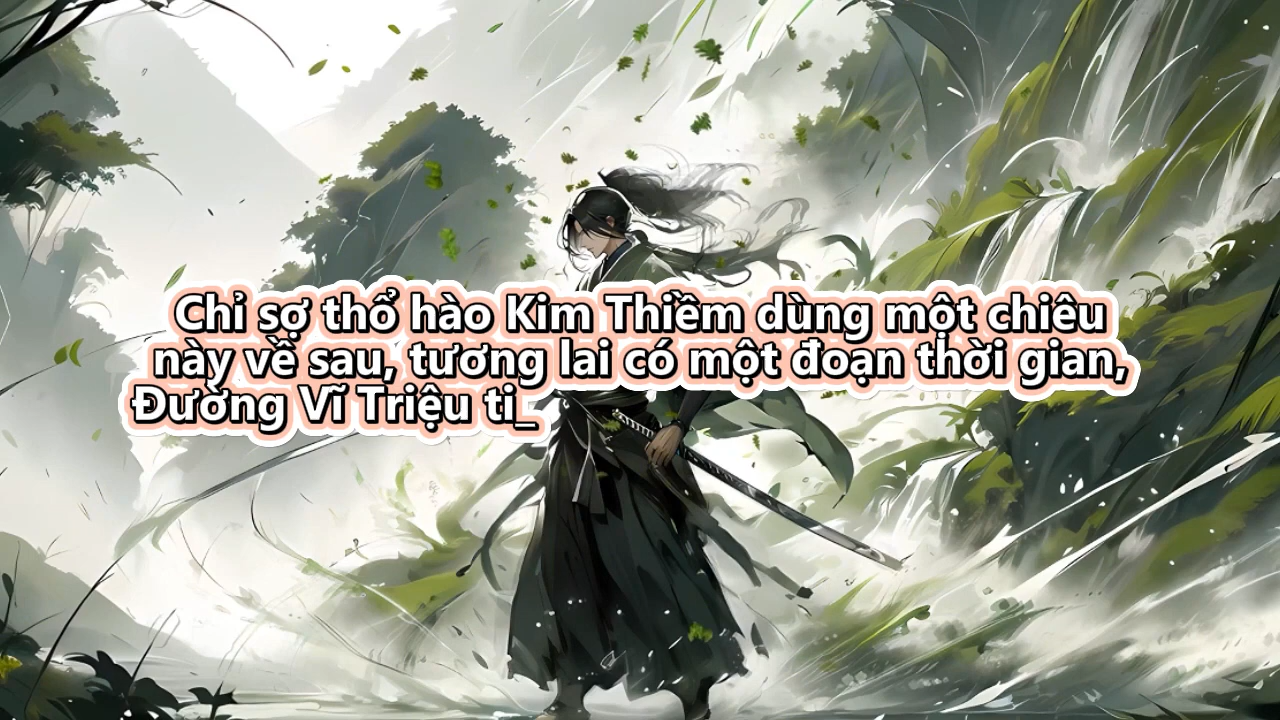 Chỉ sợ thổ hào Kim Thiềm dùng một chiêu
này về sau, tương lai có một đoạn thời gian,
Đường Vĩ Triệu ti_